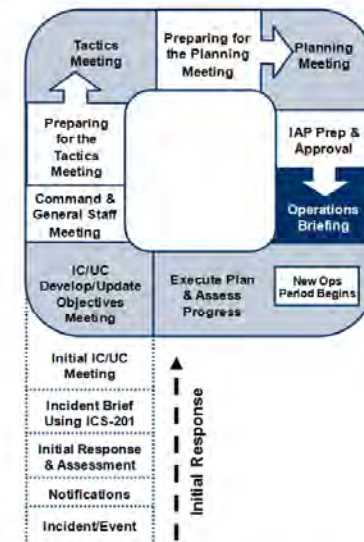 Tactics
Meeting
Preparing for
the Planning
Meeting
Planning
Meeting
Preparing
for the
Tactics
Meeting
IAP Prep &
Approval
Command &
General Staff
Meeting
Operations
Briefing
IC/UC
Develop/Update
Objectives
Meeting
Execute Plan
& Assess
Progress
New Ops
Period Begins
Initial IC/UC
Meeting
Incident Brief
Using ICS-201
Initial Response
& Assessment
Notifications
Incident/Event
Initial Response